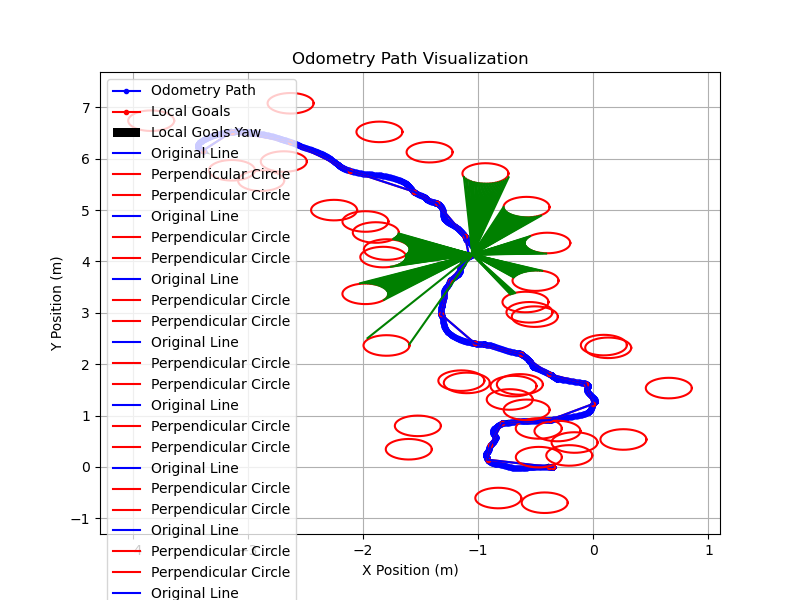 Odometry Path Visualization
Odometry Path
Local Goals
Local Goals Yaw
Original Line
Perpendicular Circle
Perpendicular Circle
Original Line
Perpendicular Circle
Perpendicular Circle
Original Line
Perpendicular Circle
Perpendicular Circle
Original Line
Perpendicular Circle
Perpendicular Circle
Original Line
Perpendicular Circle
Perpendicular Circle
Original Line
Perpendicular Circle
Perpendicular Circle
Original Line
Perpendicular Circle
Perpendicular Circle
Original Line
7
6
5
4
3
2
1
0
−1
Y Position (m)
−4
−3
−2
−1
0
1
X Position (m)